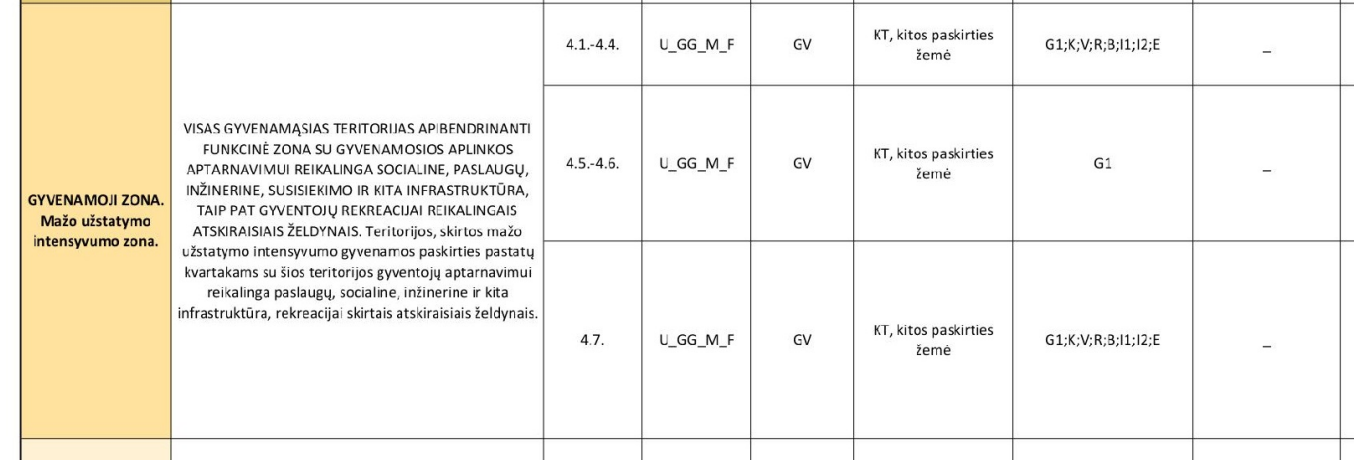 GYVENAMOJI ZONA.
Mažo užstatymo
intensyvumo zona.
VISAS GYVENAMĄSIAS TERITORIJAS APIBENDRINANTI
FUNKCINĖ ZONA SU GYVENAMOSIOS APLINKOS
APTARNAVIMUI REIKALINGA SOCIALINE, PASLAUGŲ,
INŽINERINE, SUSISIEKIMO IR KITA INFRASTRUKTŪRA,
TAIP PAT GYVENTOJŲ REKREACIJAI REIKALINGAIS
ATSKIRAISIAIS ŽELDYNAIS. Teritorijos, skirtos mažo
užstatymo intensyvumo gyvenamos paskirties pastatų
kvartakams su šios teritorijos gyventojų aptarnavimui
reikalinga paslaugų, socialine, inžinerine ir kita
infrastruktūra, rekreacijai skirtais atskiraisiais želdynais.
4.1.-4.4. U_GG_M_F GV KT, kitos paskirties
žemė G1;K;V;R;B;I1;I2;E _
4.5.-4.6. U_GG_M_F GV KT, kitos paskirties
žemė G1 _
4.7. U_GG_M_F GV KT, kitos paskirties
žemė G1;K;V;R;B;I1;I2;E _